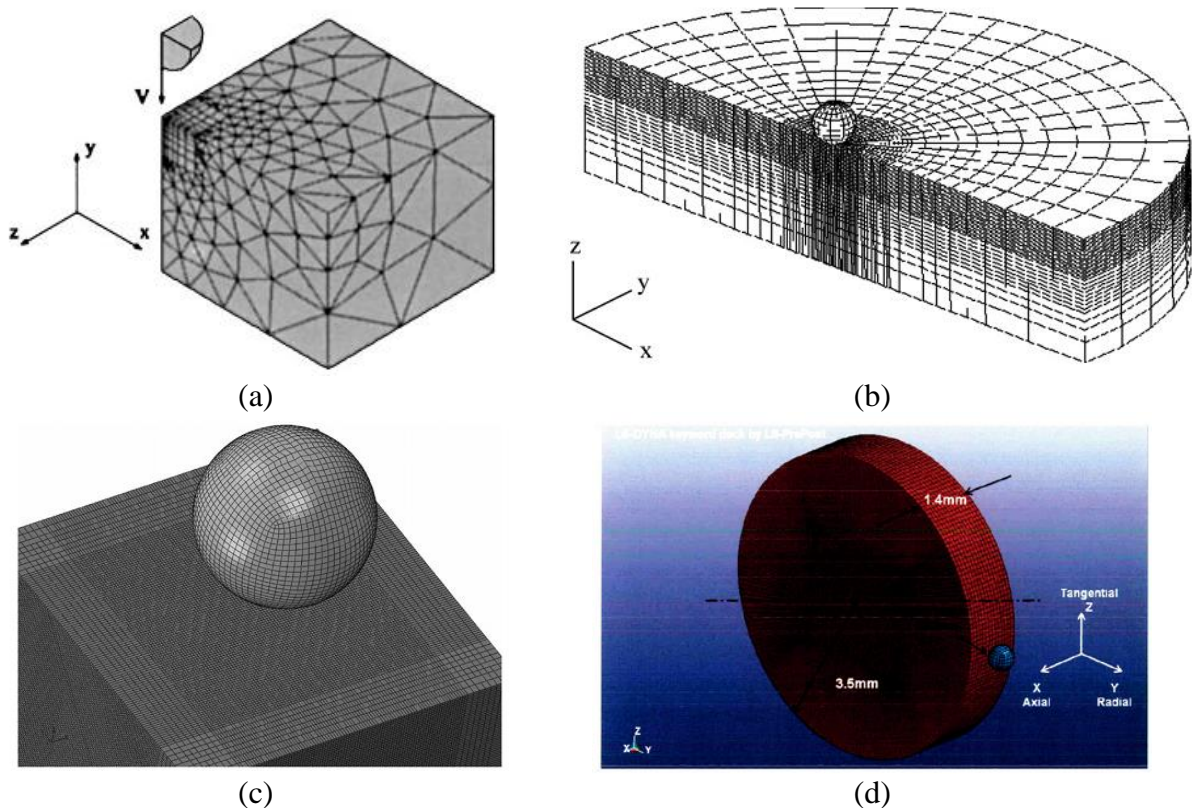 V
y
z
x
(a)
z
y
x
(b)
(c)
LS-DYNA keyword deck by LS-PrePost
1.4mm
3.5mm
Tangential
Z
X
Axial
Y
Radial
Z
X
Y
(d)